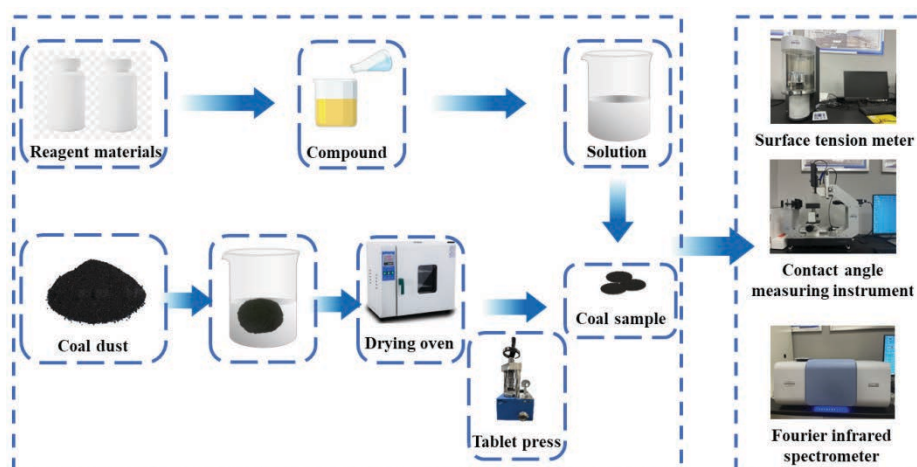 Reagent materials
Compound
Solution
Surface tension meter
Contact angle
measuring instrument
Coal dust
Drying oven
Coal sample
Tablet press
Fourier infrared
spectrometer